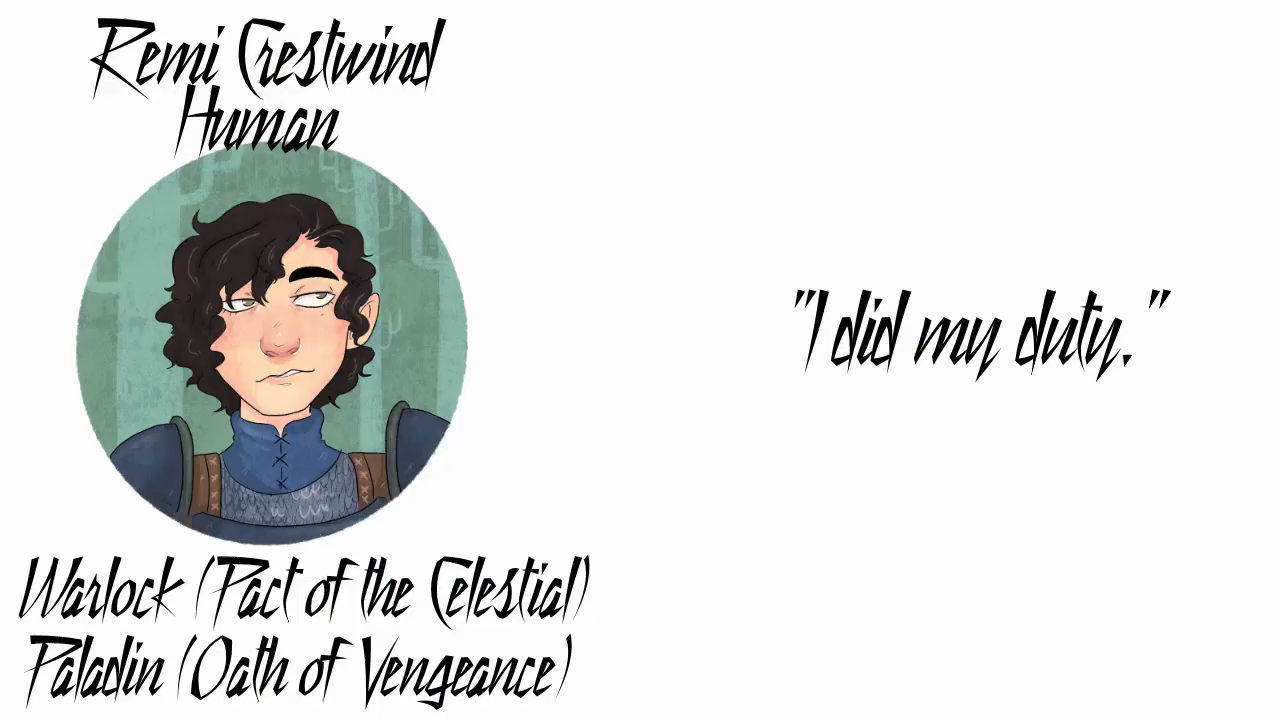 Remi Crestwind
Human
"I did my duty."
Warlock (Pact of the Celestial)
Paladin (Oath of Vengeance)